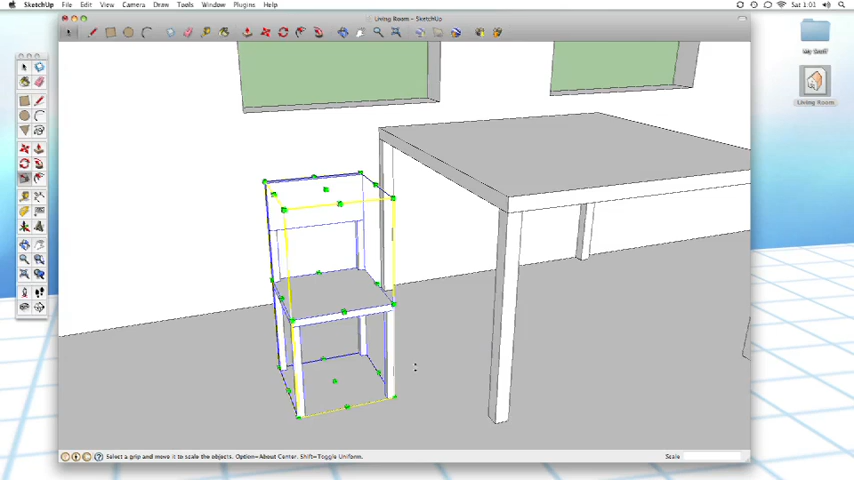 SketchUp File Edit View Camera Draw Tools Window Plugins Help
Sat 1:01
Living Room - SketchUp
My Stuff
Living Room
Select a grip and move it to scale the objects. Option=About Center. Shift=Toggle Uniform.
Scale